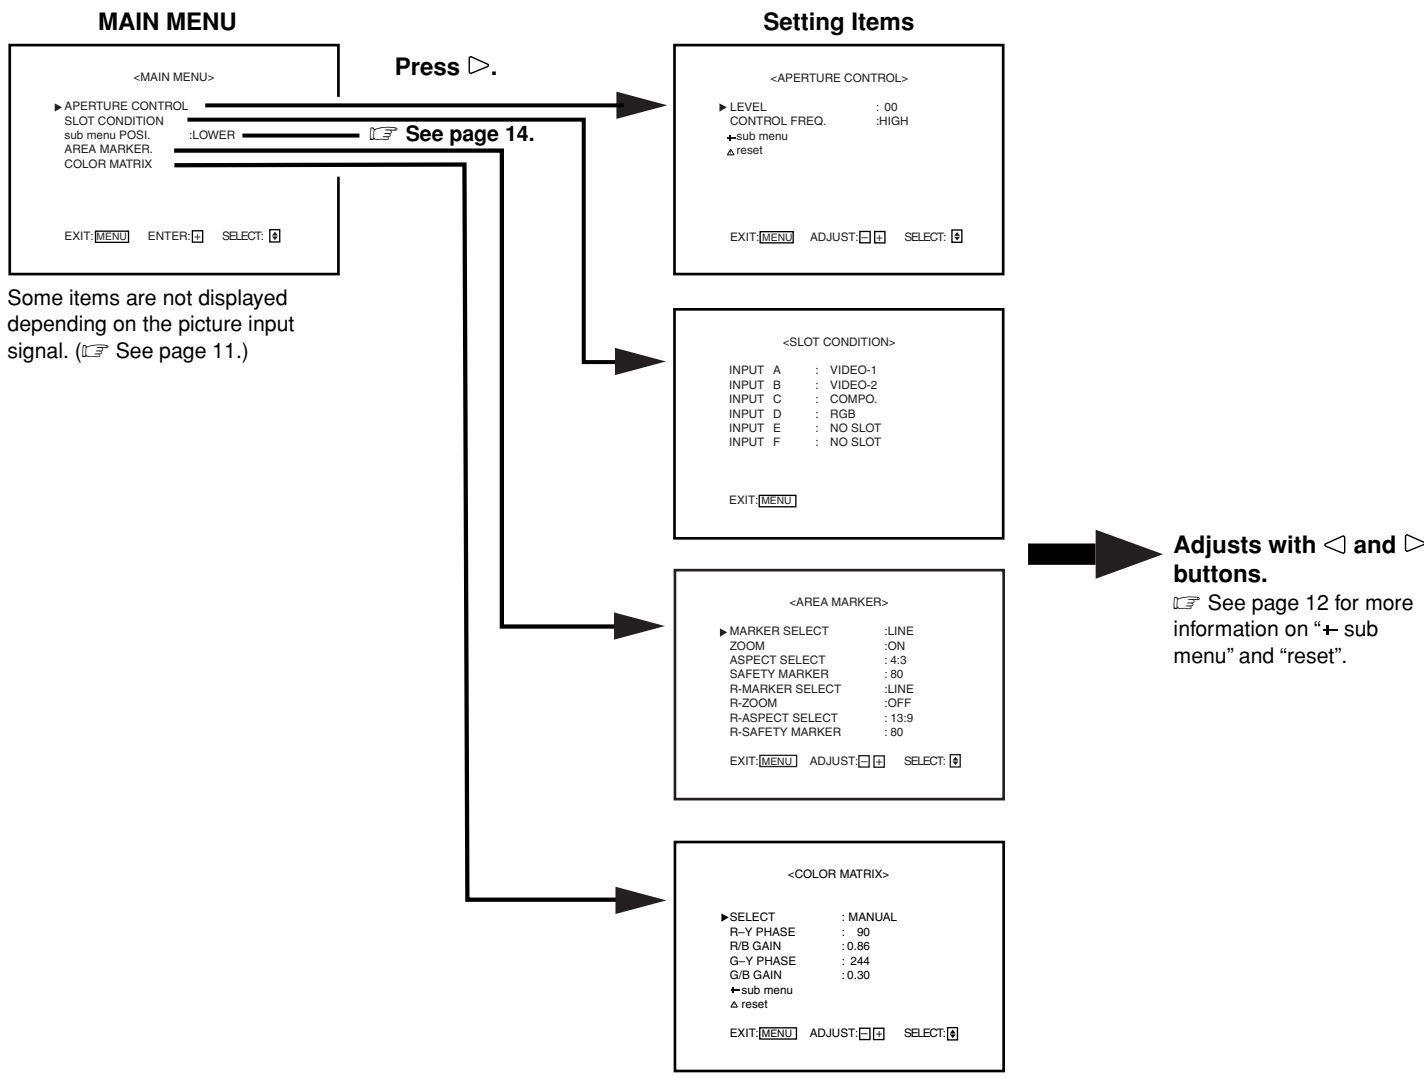 MAIN MENU
<MAIN MENU>
▶ APERTURE CONTROL
SLOT CONDITION
sub menu POSI. :LOWER
AREA MARKER.
COLOR MATRIX
EXIT: MENU ENTER: + SELECT:
Some items are not displayed
depending on the picture input
signal. (☞ See page 11.)
Press ▷.
☞ See page 14.
Setting Items
<APERTURE CONTROL>
▶ LEVEL : 00
CONTROL FREQ. :HIGH
sub menu
reset
EXIT: MENU ADJUST: − + SELECT:
<SLOT CONDITION>
INPUT A : VIDEO-1
INPUT B : VIDEO-2
INPUT C : COMPO.
INPUT D : RGB
INPUT E : NO SLOT
INPUT F : NO SLOT
EXIT: MENU
<AREA MARKER>
▶ MARKER SELECT :LINE
ZOOM :ON
ASPECT SELECT : 4:3
SAFETY MARKER : 80
R-MARKER SELECT :LINE
R-ZOOM :OFF
R-ASPECT SELECT : 13:9
R-SAFETY MARKER : 80
EXIT: MENU ADJUST: − + SELECT:
<COLOR MATRIX>
▶ SELECT : MANUAL
R–Y PHASE : 90
R/B GAIN : 0.86
G–Y PHASE : 244
G/B GAIN : 0.30
sub menu
reset
EXIT: MENU ADJUST: − + SELECT:
Adjusts with ◁ and ▷
buttons.
☞ See page 12 for more
information on “ sub
menu” and “reset”.